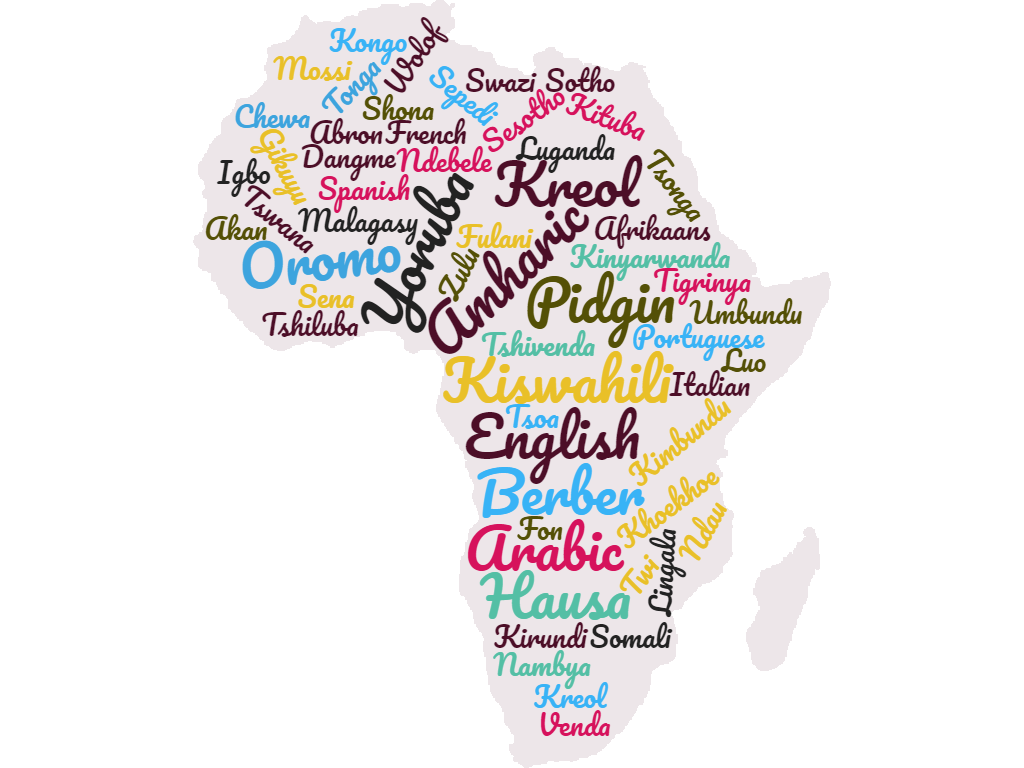 Kongo
Wolof
Mossi
Tonga
Sepedi
Swazi
Sotho
Chewa
Shona
Sesotho
Kituba
Abron
French
Gikuyu
Dangme
Ndebele
Luganda
Igbo
Spanish
Kreol
Tsonga
Tswana
Malagasy
Yoruba
Akan
Fulani
Amharic
Afrikaans
Oromo
Zulu
Kinyarwanda
Tigrinya
Sena
Pidgin
Umbundu
Tshiluba
Tshivenda
Portuguese
Luo
Kiswahili
Italian
Tsoa
English
Kimbundu
Berber
Khoekhoe
Fon
Ndau
Arabic
Twi
Lingala
Hausa
Kirundi
Somali
Nambya
Kreol
Venda